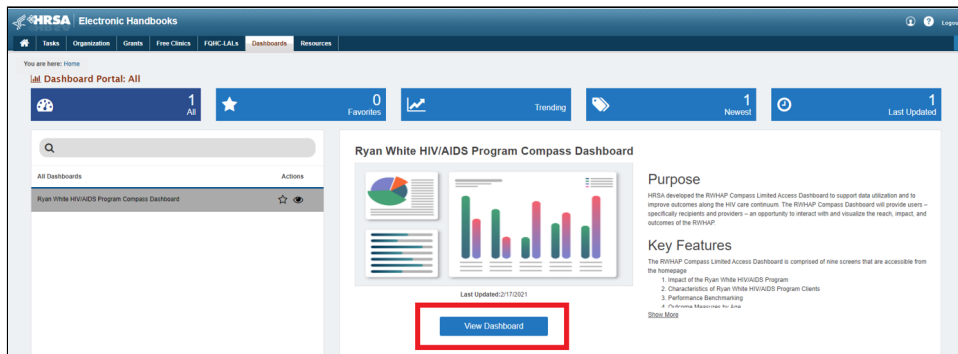 HRSA Electronic Handbooks
Logout
Tasks Organization Grants Free Clinics FQHC-LALs Dashboards Resources
You are here: Home
Dashboard Portal: All
1
All
0
Favorites
Trending
1
Newest
1
Last Updated
All Dashboards Actions
Ryan White HIV/AIDS Program Compass Dashboard
Ryan White HIV/AIDS Program Compass Dashboard
Last Updated:2/17/2021
View Dashboard
Purpose
HRSA developed the RWHAP Compass Limited Access Dashboard to support data utilization and to
improve outcomes along the HIV care continuum. The RWHAP Compass Dashboard will provide users –
specifically recipients and providers – an opportunity to interact with and visualize the reach, impact, and
outcomes of the RWHAP.
Key Features
The RWHAP Compass Limited Access Dashboard is comprised of nine screens that are accessible from
the homepage
1. Impact of the Ryan White HIV/AIDS Program
2. Characteristics of Ryan White HIV/AIDS Program Clients
3. Performance Benchmarking
4. Outcome Measures by Age
Show More